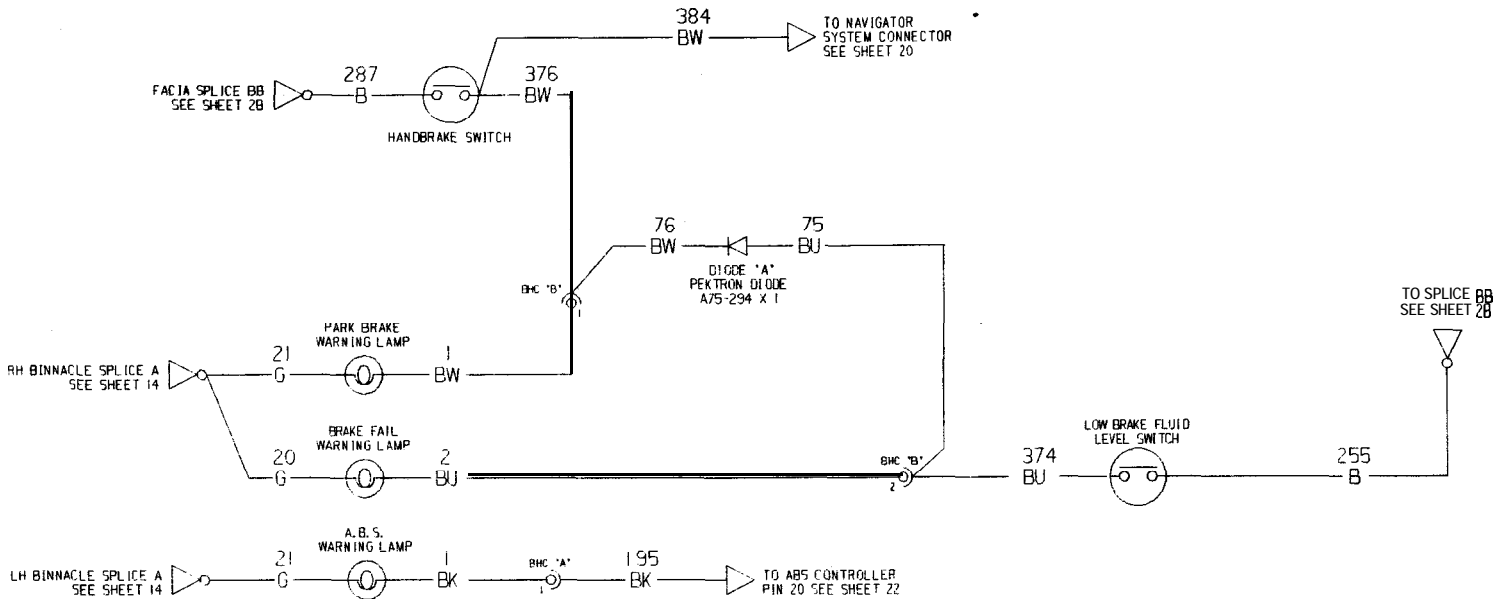 384
BW
TO NAVIGATOR
SYSTEM CONNECTOR
SEE SHEET 20
FACIA SPLICE BB
SEE SHEET 28
287
B
376
BW
HANDBRAKE SWITCH
76
BW
75
BU
DIODE "A"
PEKTRON DIODE
A75-294 X 1
BHC "B"
1
TO SPLICE BB
SEE SHEET 28
PARK BRAKE
WARNING LAMP
RH BINNACLE SPLICE A
SEE SHEET 14
21
G
1
BW
BRAKE FAIL
WARNING LAMP
20
G
2
BU
BHC "B"
2
374
BU
LOW BRAKE FLUID
LEVEL SWITCH
255
B
A.B.S.
WARNING LAMP
LH BINNACLE SPLICE A
SEE SHEET 14
21
G
1
BK
BHC "A"
1
195
BK
TO ABS CONTROLLER
PIN 20 SEE SHEET 22